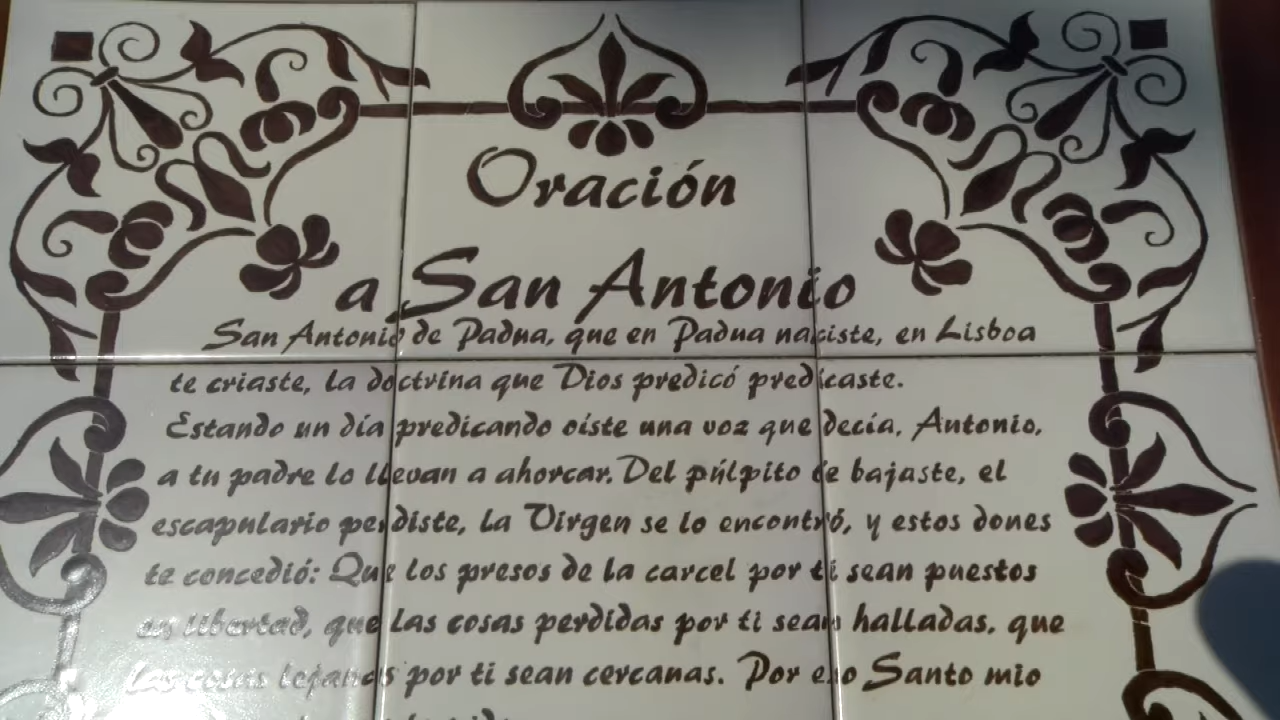 Oración
a San Antonio
San Antonio de Padua, que en Padua naciste, en Lisboa
te criaste, la doctrina que Dios predicó predicaste.
Estando un día predicando oíste una voz que decía, Antonio,
a tu padre lo llevan a ahorcar. Del púlpito de bajaste, el
escapulario perdiste, la Virgen se lo encontró, y estos dones
te concedió: Que los presos de la carcel por ti sean puestos
en libertad, que las cosas perdidas por ti sean halladas. que
las cosas lejanas por ti sean cercanas. Por eso Santo mio